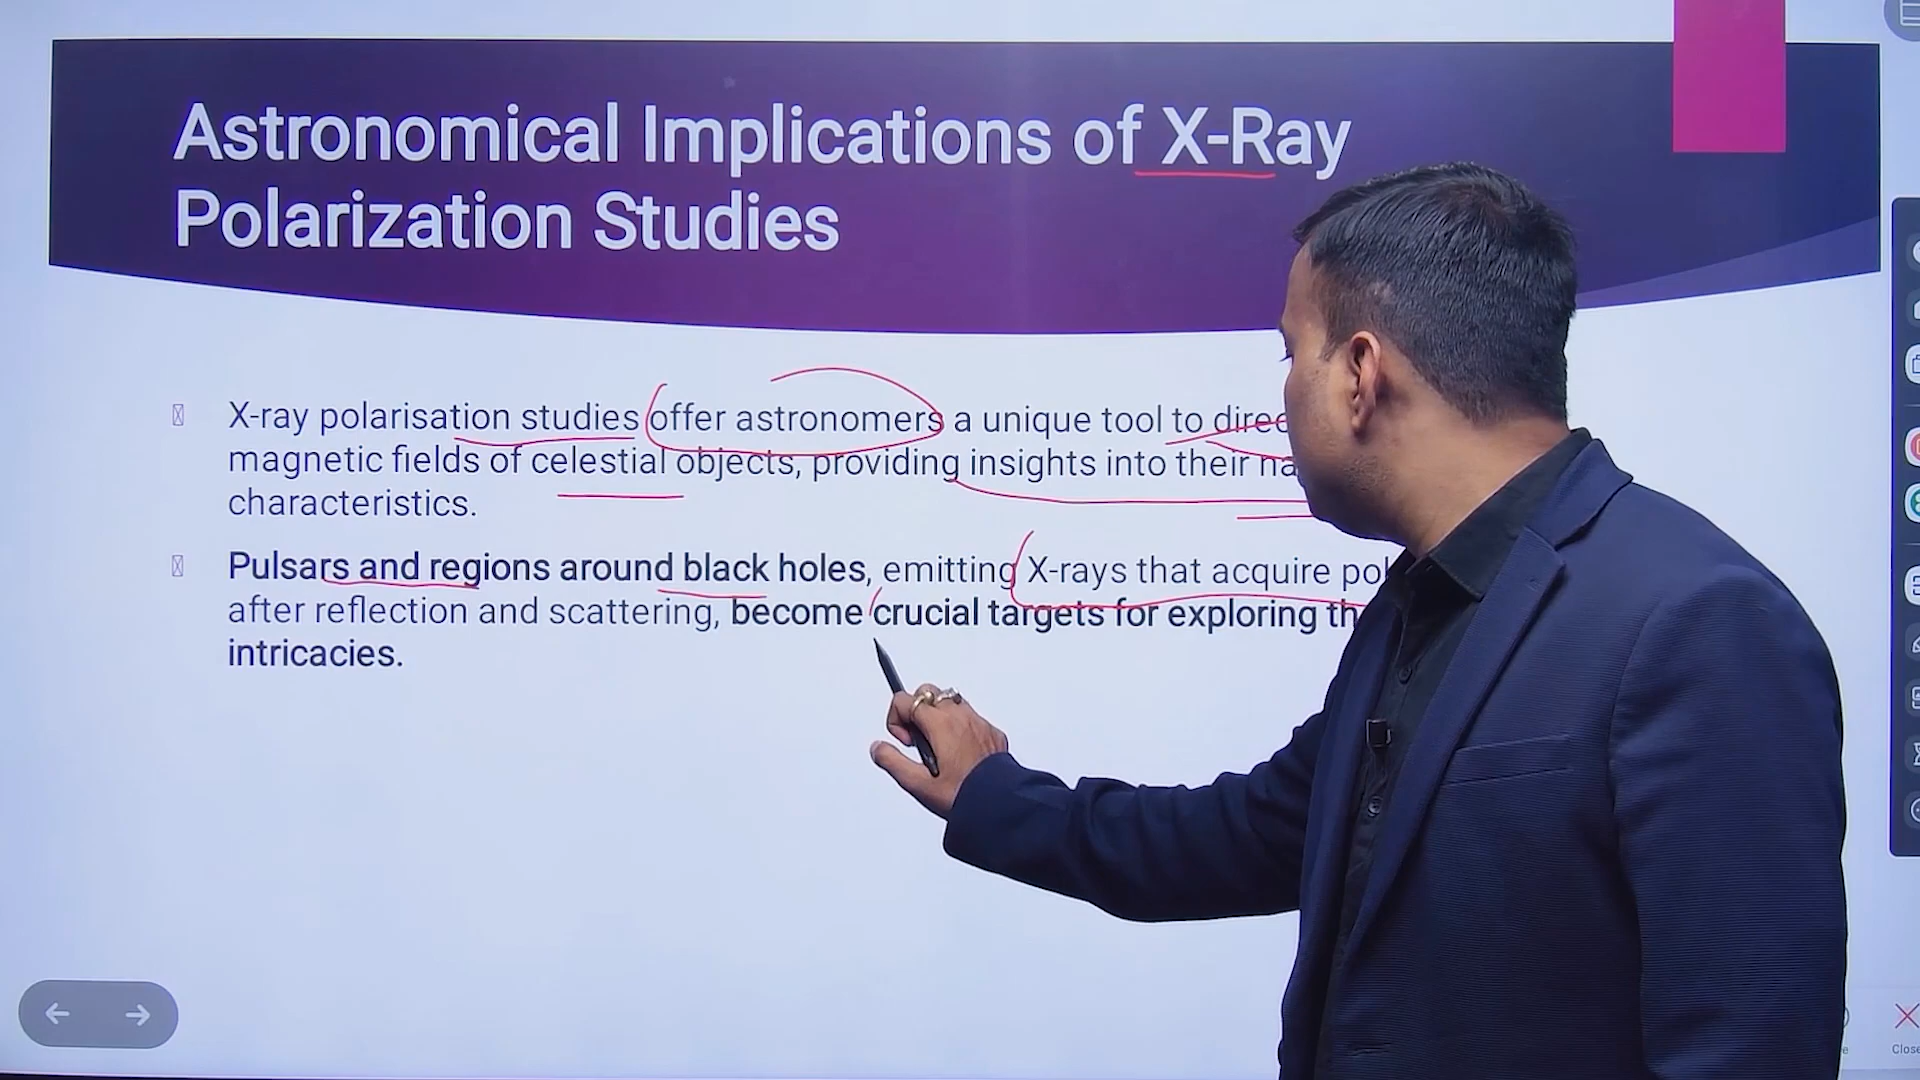 Astronomical Implications of X-Ray
Polarization Studies
X-ray polarisation studies offer astronomers a unique tool to
magnetic fields of celestial objects, providing insights into their
characteristics.
Pulsars and regions around black holes, emitting X-rays that acquire
after reflection and scattering, become crucial targets for exploring
intricacies.
Close